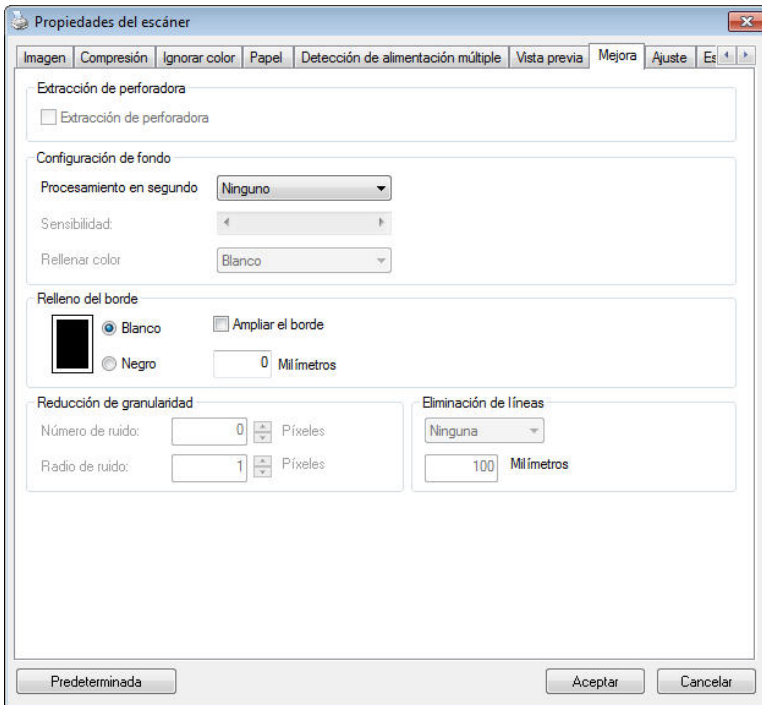 Propiedades del escáner
Imagen Compresión Ignorar color Papel Detección de alimentación múltiple Vista previa Mejora Ajuste Es
Extracción de perforadora
Extracción de perforadora
Configuración de fondo
Procesamiento en segundo Ninguno
Sensibilidad:
Rellenar color Blanco
Relleno del borde
Blanco Ampliar el borde
Negro 0 Milímetros
Reducción de granularidad Eliminación de líneas
Número de ruido: 0 Píxeles Ninguna
Radio de ruido: 1 Píxeles 100 Milímetros
Predeterminada Aceptar Cancelar